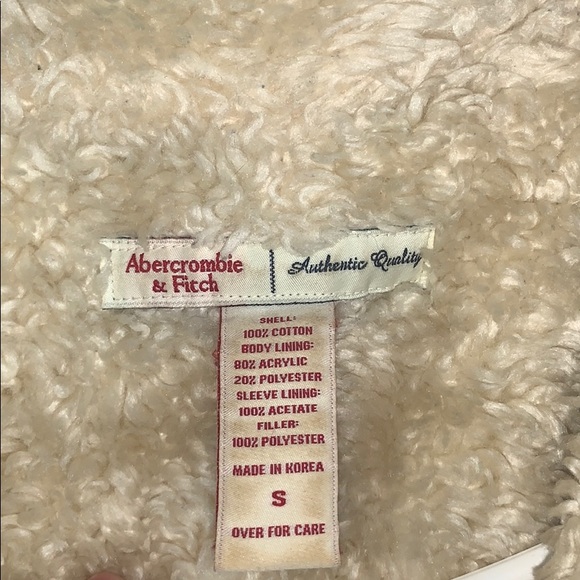 Abercrombie
& Fitch
Authentic Quality
SHELL:
100% COTTON
BODY LINING:
80% ACRYLIC
20% POLYESTER
SLEEVE LINING:
100% ACETATE
FILLER:
100% POLYESTER
MADE IN KOREA
S
OVER FOR CARE